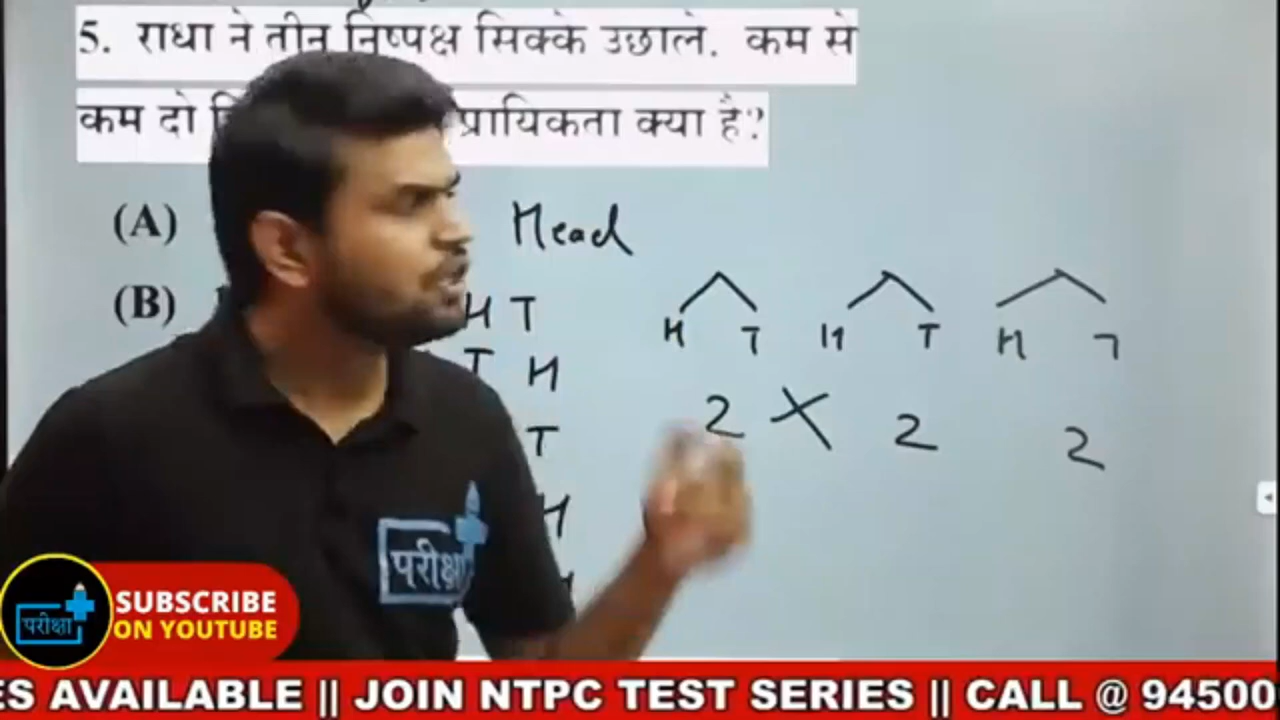 5. राधा ने तीन निष्पक्ष सिक्के उछाले. कम से
कम दो प्रायिकता क्या है?
(A)
Head
(B)
H T
H T H T H T
T H
2 X 2 2
T
H
परीक्षा
परीक्षा
SUBSCRIBE
ON YOUTUBE
ES AVAILABLE || JOIN NTPC TEST SERIES || CALL @ 94500